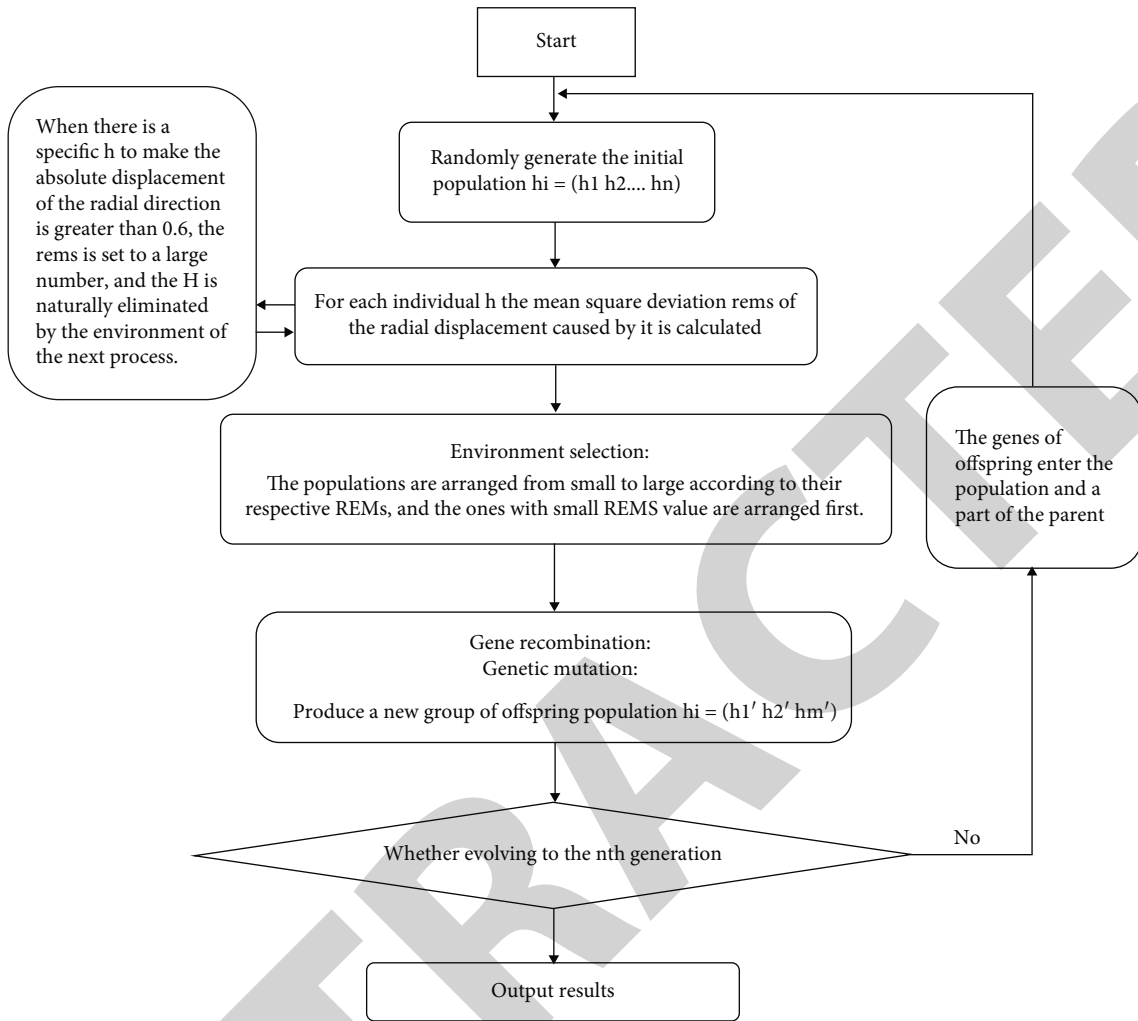 Start
Randomly generate the initial
population hi = (h1 h2.... hn)
When there is a
specific h to make the
absolute displacement
of the radial direction
is greater than 0.6, the
rems is set to a large
number, and the H is
naturally eliminated
by the environment of
the next process.
For each individual h the mean square deviation rems of
the radial displacement caused by it is calculated
Environment selection:
The populations are arranged from small to large according to their
respective REMs, and the ones with small REMS value are arranged first.
The genes of
offspring enter the
population and a
part of the parent
Gene recombination:
Genetic mutation:
Produce a new group of offspring population hi = (h1′ h2′ hm′)
Whether evolving to the nth generation
No
Output results
TRACTE